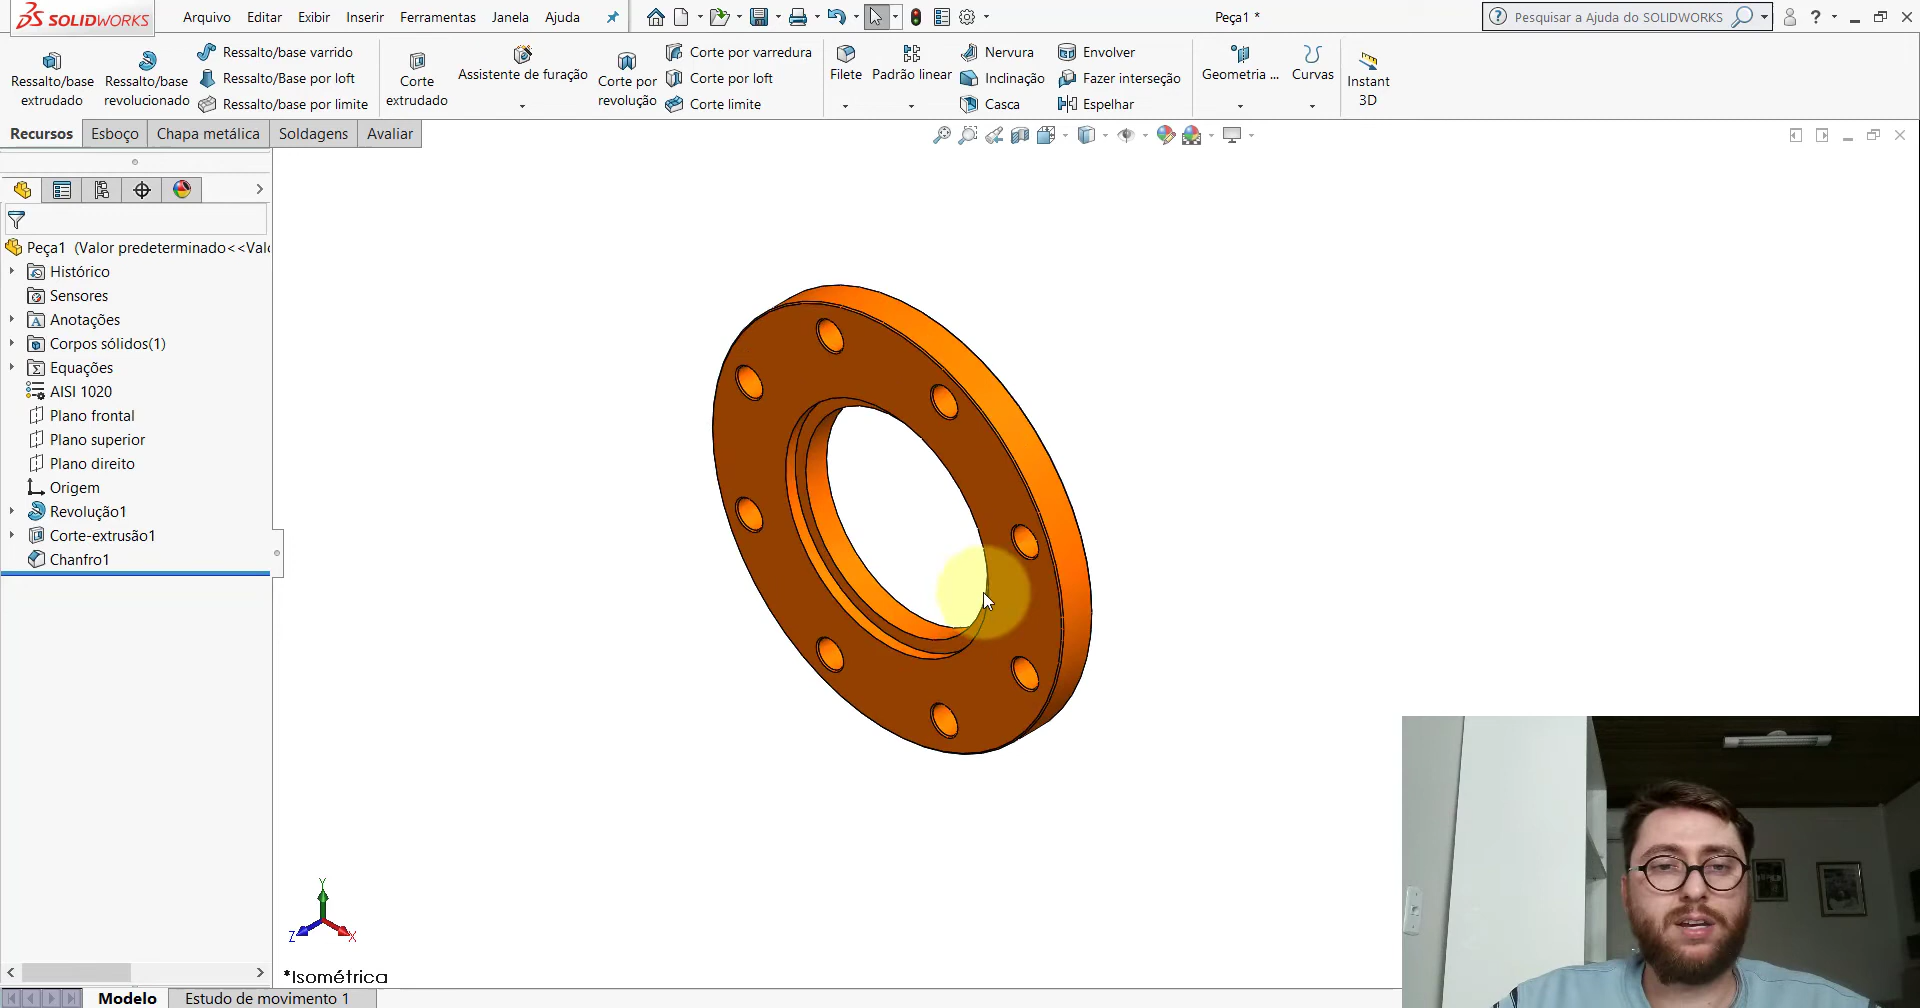 SOLIDWORKS Arquivo Editar Exibir Inserir Ferramentas Janela Ajuda Peça1 * Pesquisar a Ajuda do SOLIDWORKS ?
Ressalto/base extrudado
Ressalto/base revolucionado
Ressalto/base varrido
Ressalto/Base por loft
Ressalto/base por limite
Corte extrudado
Assistente de furação
Corte por revolução
Corte por varredura
Corte por loft
Corte limite
Filete
Padrão linear
Nervura
Inclinação
Casca
Envolver
Fazer interseção
Espelhar
Geometria ...
Curvas
Instant 3D
Recursos Esboço Chapa metálica Soldagens Avaliar
Peça1 (Valor predeterminado<<Valo
Histórico
Sensores
Anotações
Corpos sólidos(1)
Equações
AISI 1020
Plano frontal
Plano superior
Plano direito
Origem
Revolução1
Corte-extrusão1
Chanfro1
Y
Z X
*Isométrica
Modelo Estudo de movimento 1